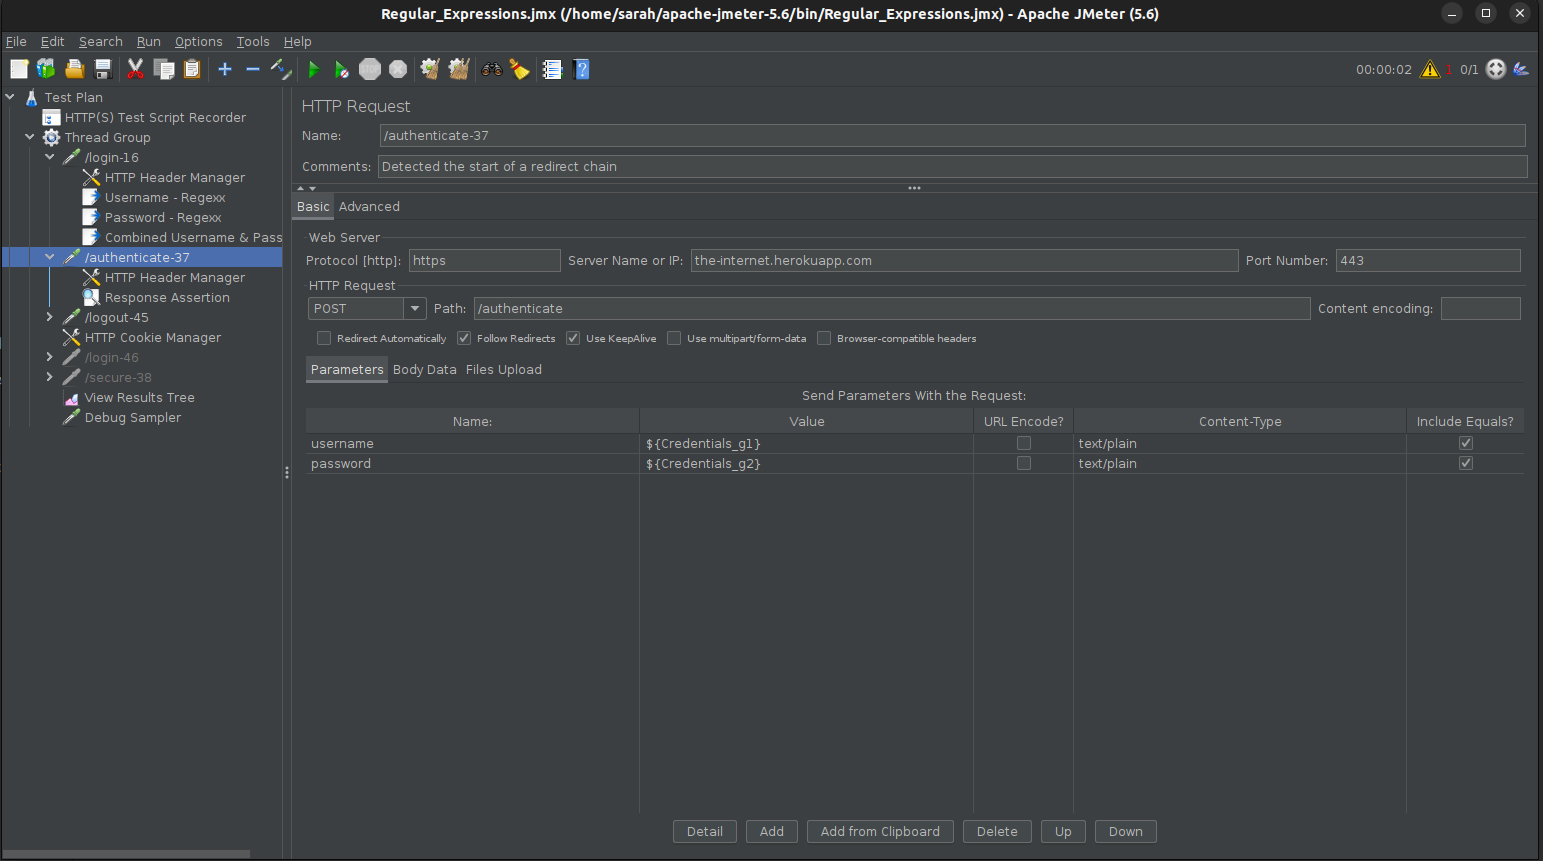 Regular_Expressions.jmx (/home/sarah/apache-jmeter-5.6/bin/Regular_Expressions.jmx) - Apache JMeter (5.6)
File Edit Search Run Options Tools Help
STOP
00:00:02 ! 1 0/1
Test Plan
HTTP(S) Test Script Recorder
Thread Group
/login-16
HTTP Header Manager
Username - Regexx
Password - Regexx
Combined Username & Pass
/authenticate-37
HTTP Header Manager
Response Assertion
/logout-45
HTTP Cookie Manager
/login-46
/secure-38
View Results Tree
Debug Sampler
HTTP Request
Name: /authenticate-37
Comments: Detected the start of a redirect chain
Basic Advanced
Web Server
Protocol [http]: https Server Name or IP: the-internet.herokuapp.com Port Number: 443
HTTP Request
POST Path: /authenticate Content encoding:
Redirect Automatically Follow Redirects Use KeepAlive Use multipart/form-data Browser-compatible headers
Parameters Body Data Files Upload
Send Parameters With the Request:
Name: Value URL Encode? Content-Type Include Equals?
username ${Credentials_g1} text/plain
password ${Credentials_g2} text/plain
Detail Add Add from Clipboard Delete Up Down